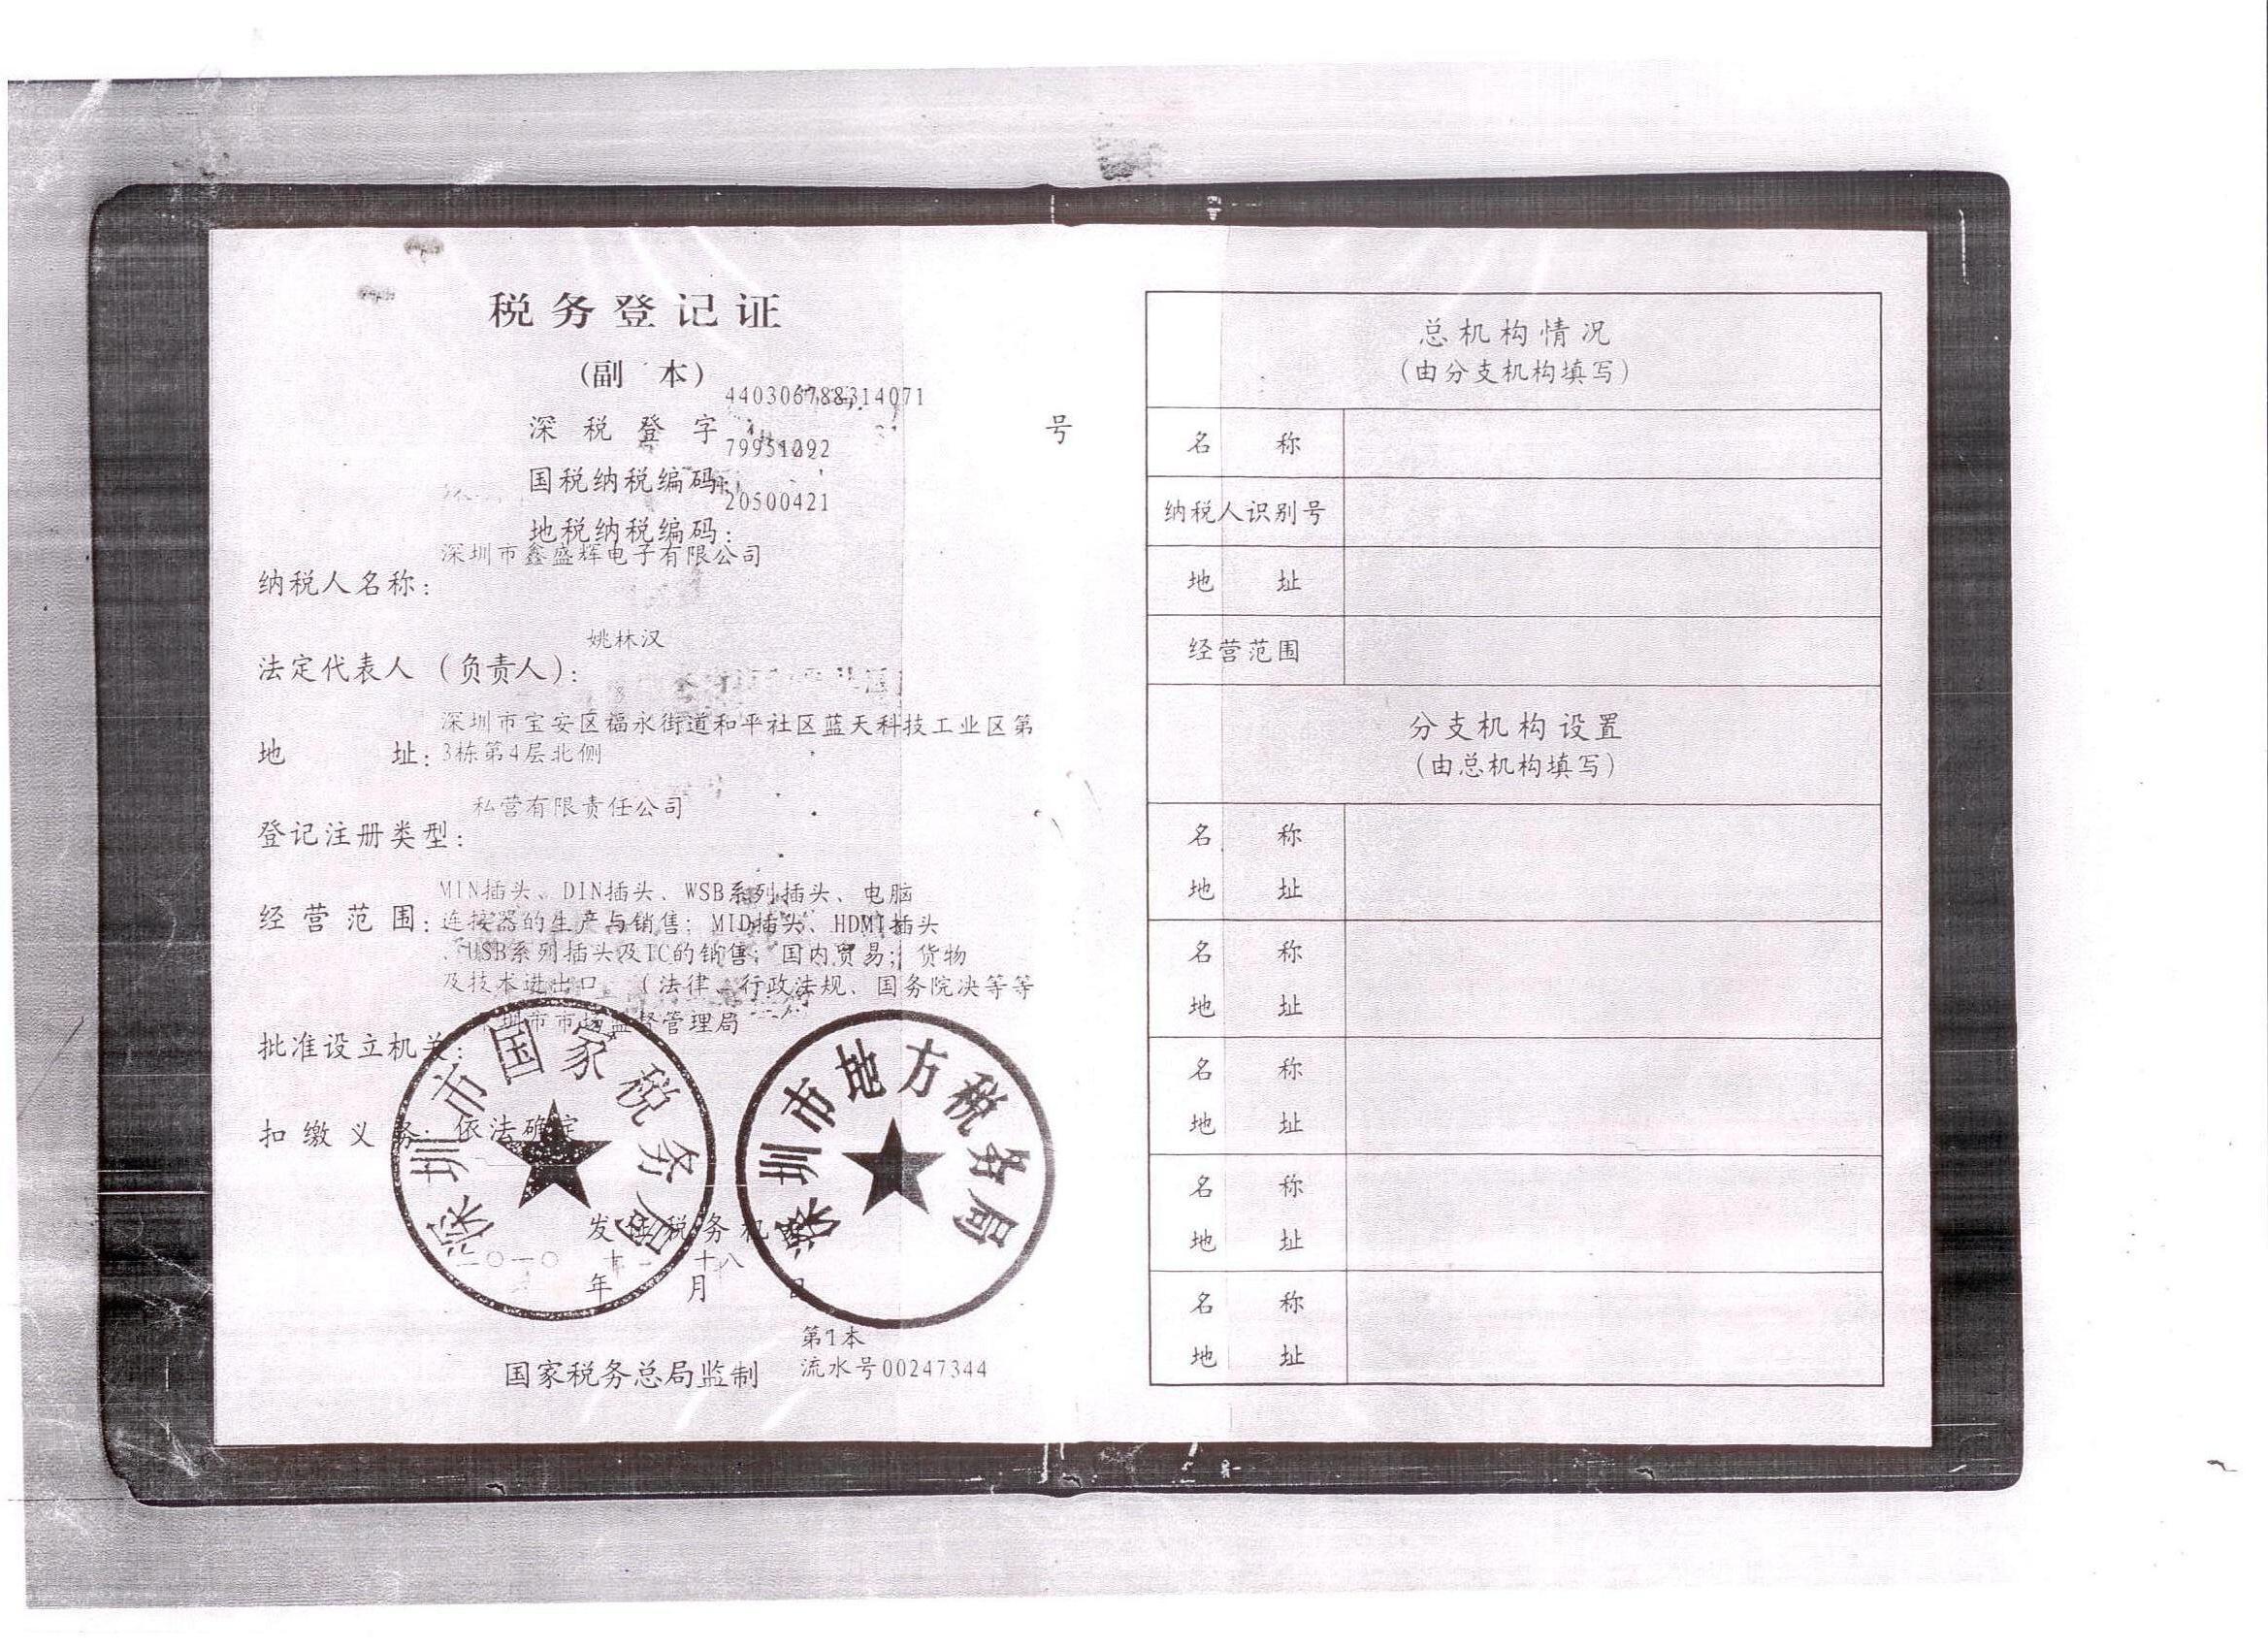 税务登记证
(副 本)
440306788314071
深税登字 号
79951092
国税纳税编码:
20500421
地税纳税编码:
深圳市鑫盛辉电子有限公司
纳税人名称:
姚林汉
法定代表人 (负责人):
深圳市宝安区福永街道和平社区蓝天科技工业区第
地 址: 3栋第4层北侧
私营有限责任公司
登记注册类型:
MIN插头、DIN插头、WSB系列插头、电脑
经营范围: 连接器的生产与销售; MID插头、HDMI插头
、USB系列插头及IC的销售; 国内贸易; 货物
及技术进出口 (法律、行政法规、国务院决等等
圳市市场监督管理局
批准设立机关:
扣缴义务: 依法确定
深圳市国家税务局
深圳市地方税务局
发证税务机关
二〇一〇 十一 十八
年 月 日
第1本
国家税务总局监制 流水号00247344
总机构情况
(由分支机构填写)
名 称
纳税人识别号
地 址
经营范围
分支机构设置
(由总机构填写)
名 称
地 址
名 称
地 址
名 称
地 址
名 称
地 址
名 称
地 址